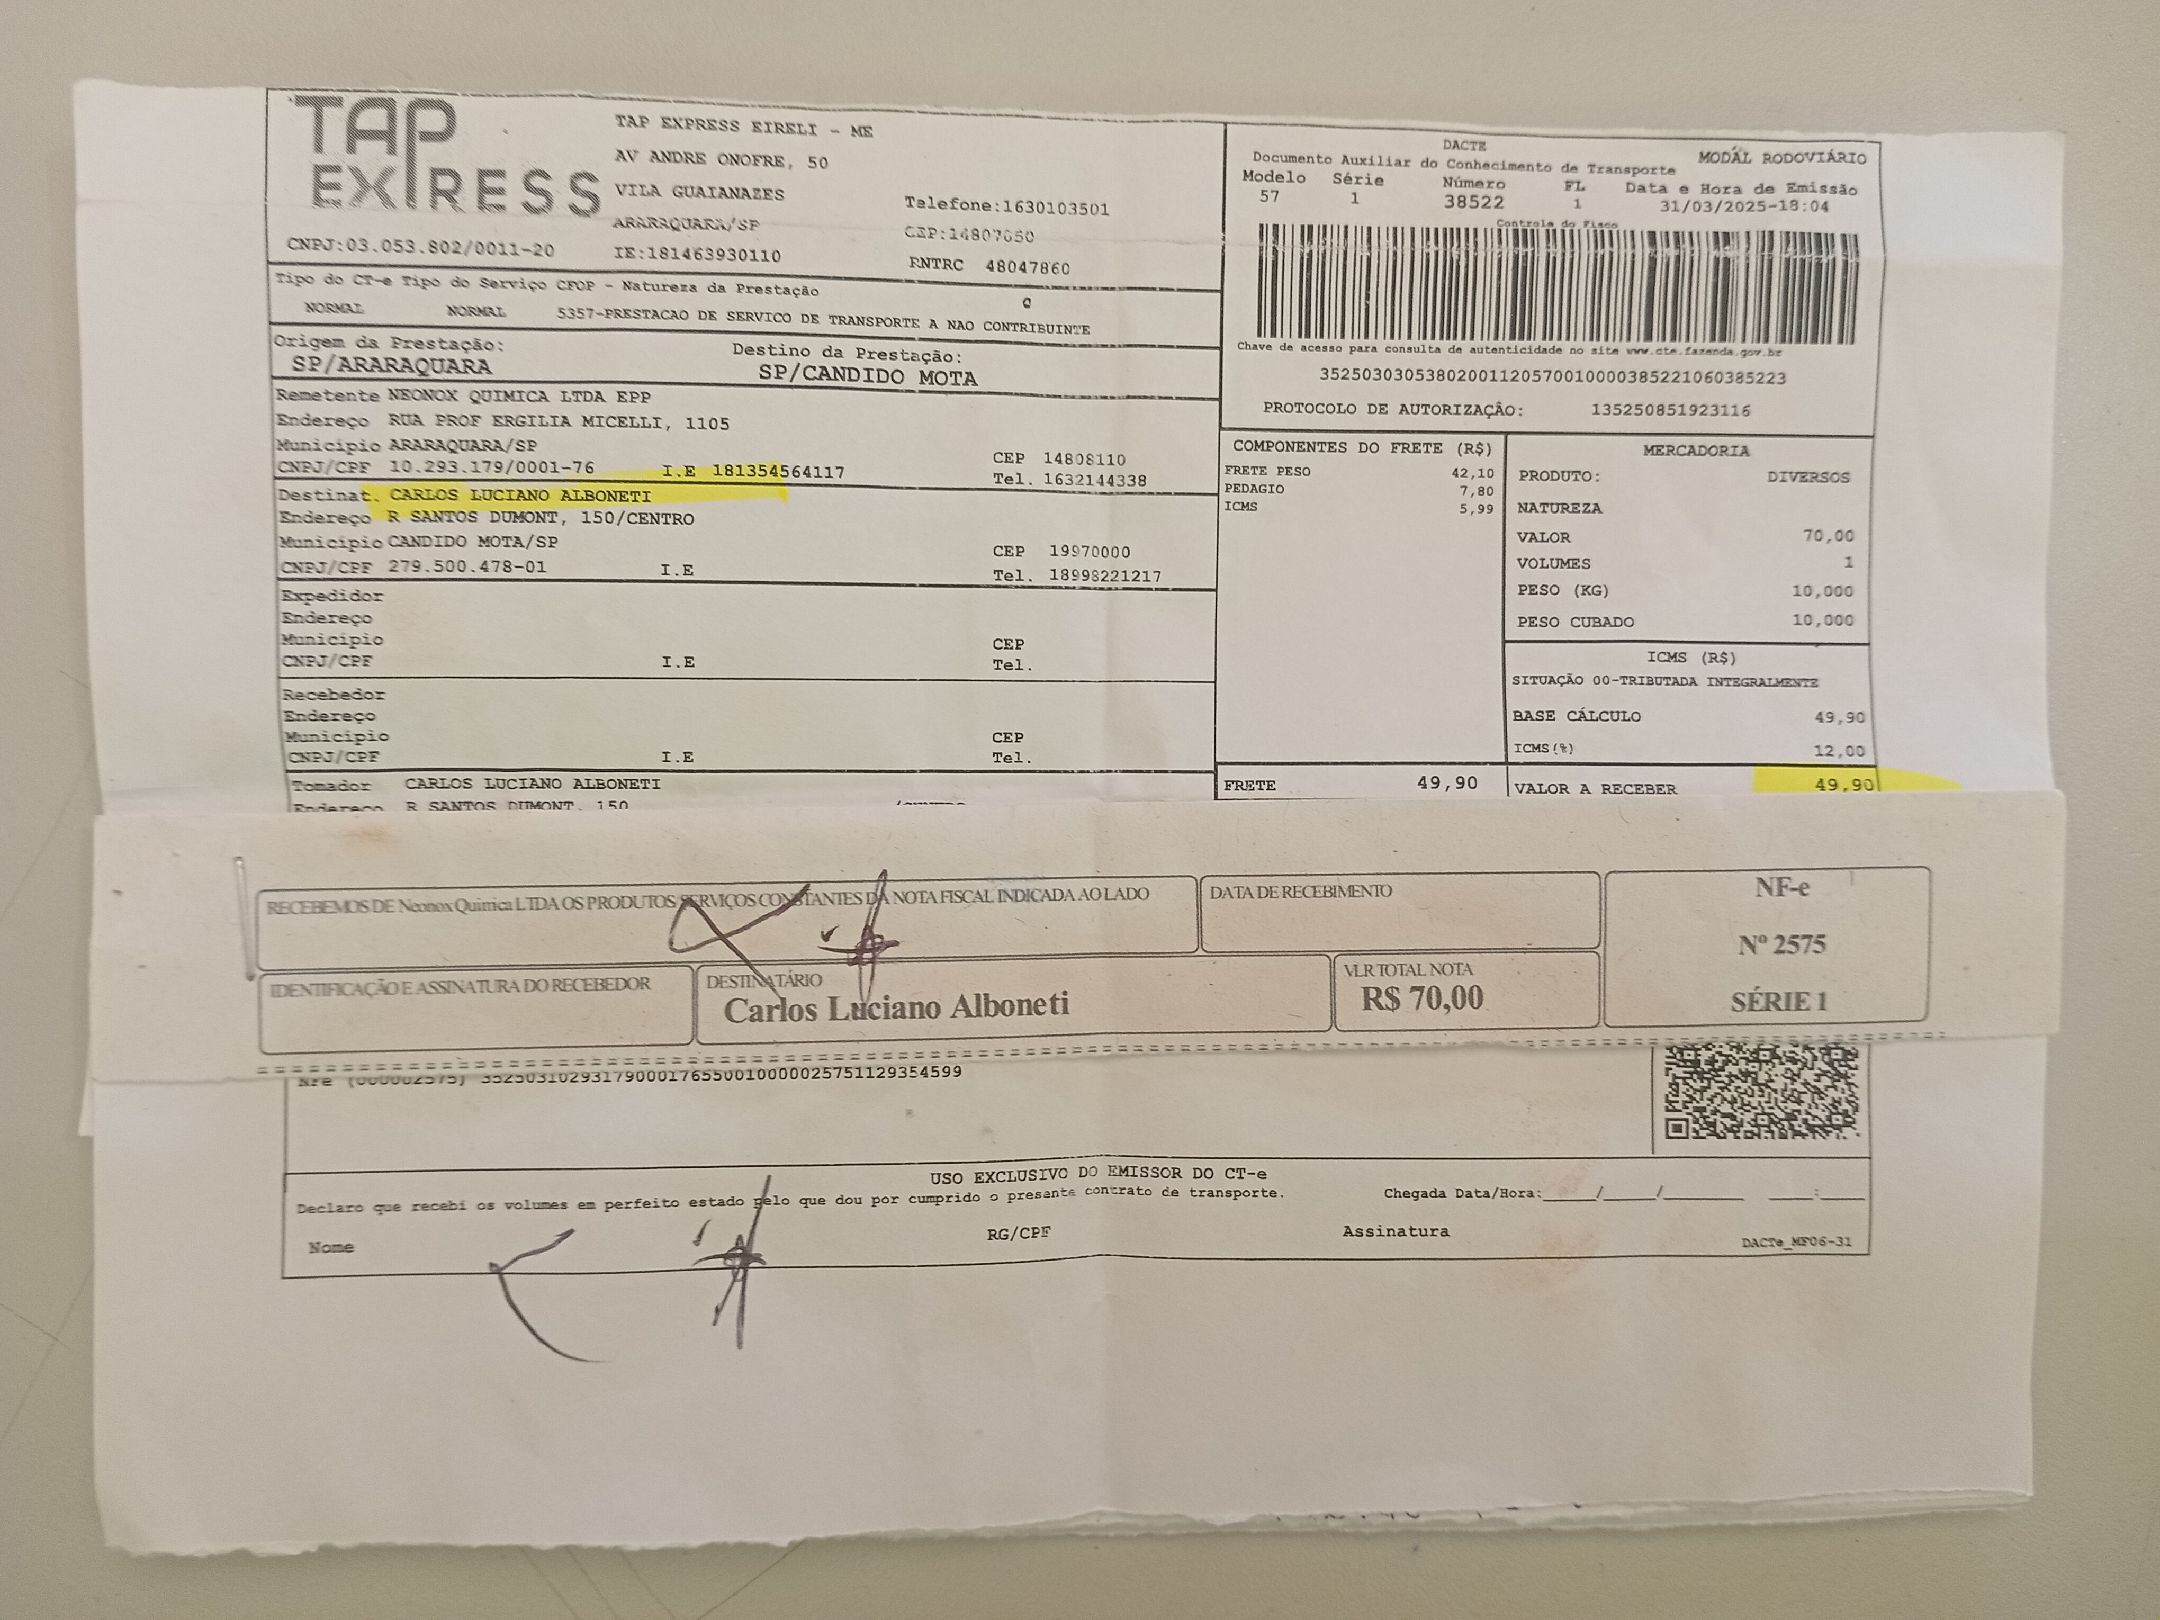 TAP EXPRESS
TAP EXPRESS EIRELI - ME
AV ANDRE ONOFRE, 50
VILA GUAIANAZES
Telefone:1630103501
ARARAQUARA/SP
CEP:14807050
CNPJ:03.053.802/0011-20
IE:181463930110
RNTRC 48047860
DACTE
MODAL RODOVIÁRIO
Documento Auxiliar do Conhecimento de Transporte
Modelo Série Número FL Data e Hora de Emissão
57 1 38522 1 31/03/2025-18:04
Controle do Fisco
Chave de acesso para consulta de autenticidade no site www.cte.fazenda.gov.br
35250303053802001120570010000385221060385223
PROTOCOLO DE AUTORIZAÇÃO: 135250851923116
Tipo do CT-e Tipo do Serviço CFOP - Natureza da Prestação
NORMAL NORMAL 5357-PRESTACAO DE SERVICO DE TRANSPORTE A NAO CONTRIBUINTE
Origem da Prestação: Destino da Prestação:
SP/ARARAQUARA SP/CANDIDO MOTA
Remetente NEONOX QUIMICA LTDA EPP
Endereço RUA PROF ERGILIA MICELLI, 1105
Município ARARAQUARA/SP CEP 14808110
CNPJ/CPF 10.293.179/0001-76 I.E 181354564117 Tel. 1632144338
Destinat. CARLOS LUCIANO ALBONETI
Endereço R SANTOS DUMONT, 150/CENTRO
Município CANDIDO MOTA/SP CEP 19970000
CNPJ/CPF 279.500.478-01 I.E Tel. 18998221217
Expedidor
Endereço
Município CEP
CNPJ/CPF I.E Tel.
Recebedor
Endereço
Município CEP
CNPJ/CPF I.E Tel.
Tomador CARLOS LUCIANO ALBONETI
Endereço R SANTOS DUMONT, 150
COMPONENTES DO FRETE (R$)
FRETE PESO 42,10
PEDAGIO 7,80
ICMS 5,99
FRETE 49,90
MERCADORIA
PRODUTO: DIVERSOS
NATUREZA
VALOR 70,00
VOLUMES 1
PESO (KG) 10,000
PESO CUBADO 10,000
ICMS (R$)
SITUAÇÃO 00-TRIBUTADA INTEGRALMENTE
BASE CÁLCULO 49,90
ICMS(%) 12,00
VALOR A RECEBER 49,90
RECEBEMOS DE Neonox Quimica LTDA OS PRODUTOS SERVIÇOS CONSTANTES DA NOTA FISCAL INDICADA AO LADO
DATA DE RECEBIMENTO
NF-e
Nº 2575
SÉRIE 1
IDENTIFICAÇÃO E ASSINATURA DO RECEBEDOR
DESTINATÁRIO
Carlos Luciano Alboneti
VLR TOTAL NOTA
R$ 70,00
Nfe (000002575) 35250310293179000176550010000025751129354599
USO EXCLUSIVO DO EMISSOR DO CT-e
Declaro que recebi os volumes em perfeito estado pelo que dou por cumprido o presente contrato de transporte.
Chegada Data/Hora:____/____/______ ___:___
Nome RG/CPF Assinatura
DACTe_MF06-31